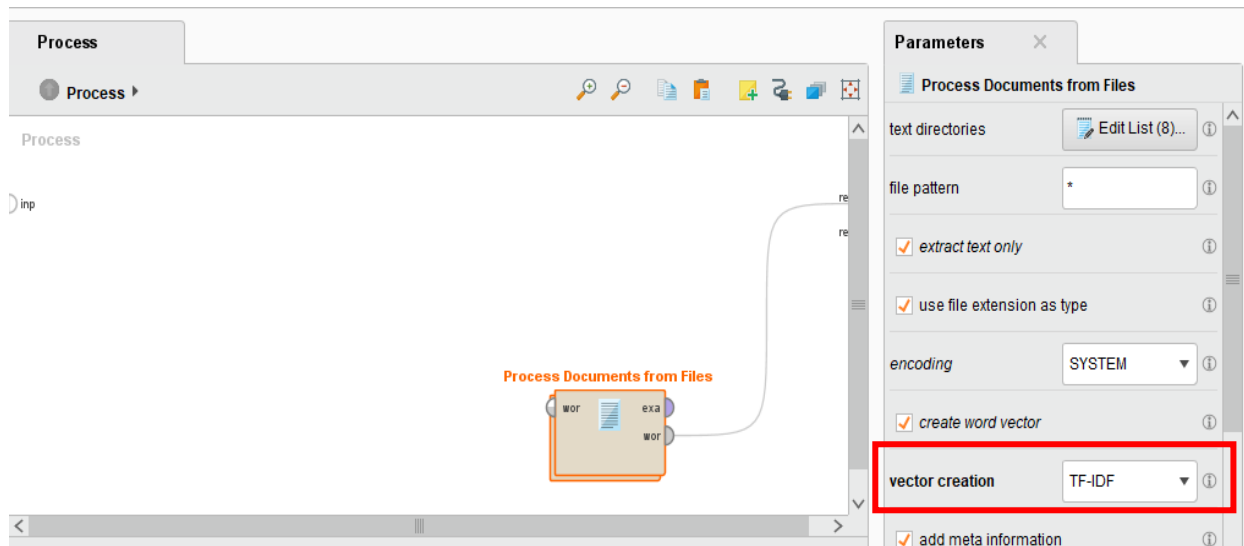 Process
Process
Process
inp
re
re
Process Documents from Files
wor
exa
wor
Parameters
Process Documents from Files
text directories
Edit List (8)...
file pattern
*
extract text only
use file extension as type
encoding
SYSTEM
create word vector
vector creation
TF-IDF
add meta information